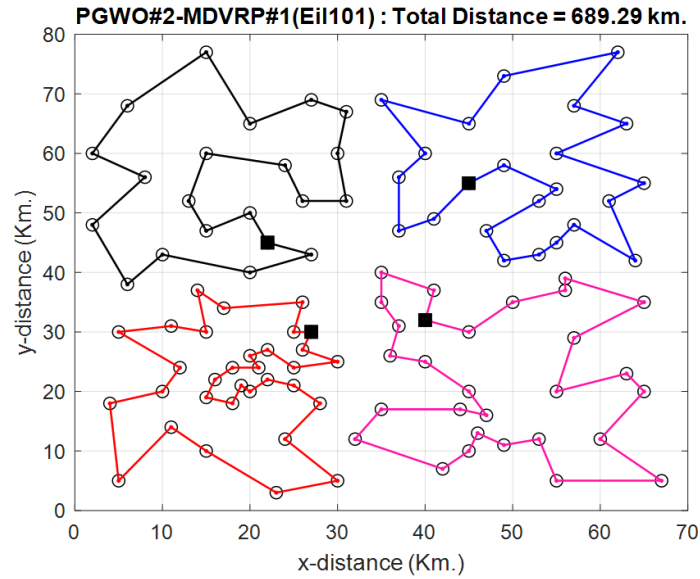 PGWO#2-MDVRP#1(Eil101) : Total Distance = 689.29 km.
80
70
60
50
40
30
20
10
0
y-distance (Km.)
0 10 20 30 40 50 60 70
x-distance (Km.)